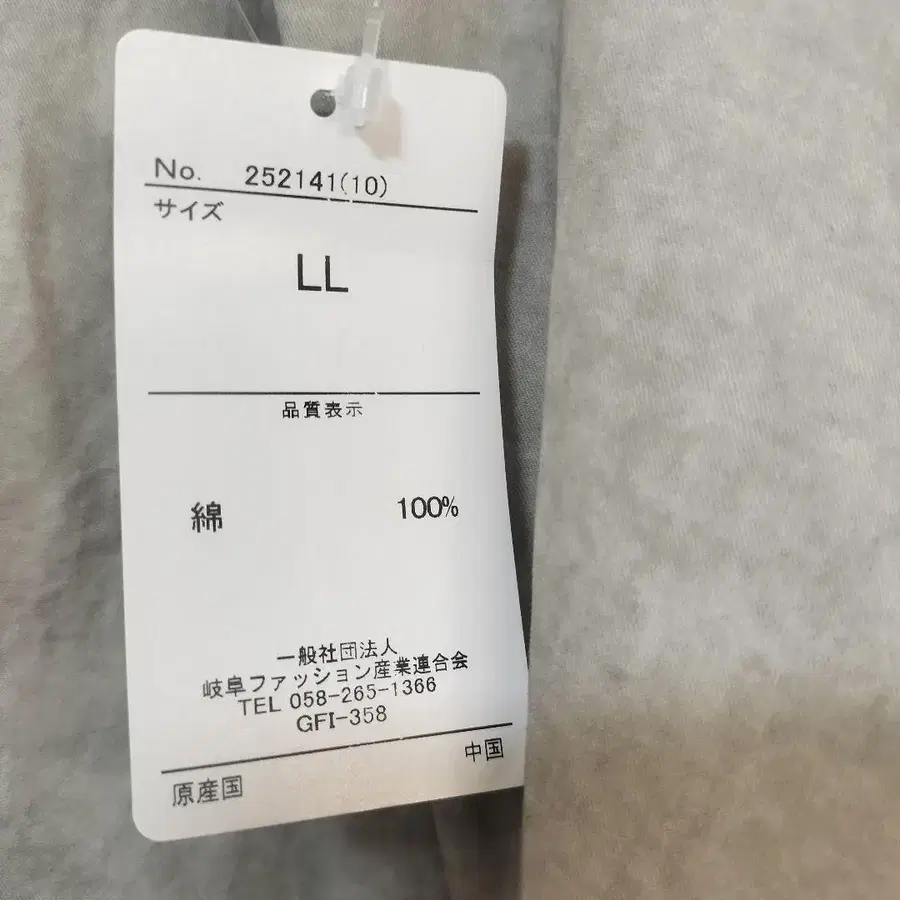 No. 252141(10)
サイズ
LL
品質表示
綿 100%
一般社団法人
岐阜ファッション産業連合会
TEL 058-265-1366
GFI-358
原産国 中国